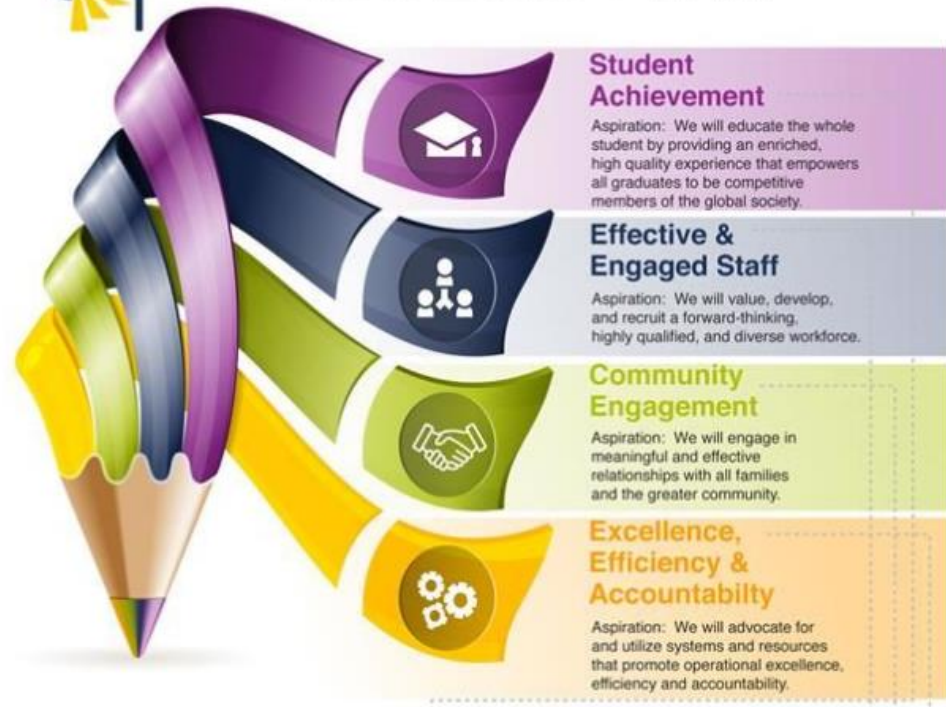 Student
Achievement
Aspiration: We will educate the whole
student by providing an enriched,
high quality experience that empowers
all graduates to be competitive
members of the global society.
Effective &
Engaged Staff
Aspiration: We will value, develop,
and recruit a forward-thinking,
highly qualified, and diverse workforce.
Community
Engagement
Aspiration: We will engage in
meaningful and effective
relationships with all families
and the greater community.
Excellence,
Efficiency &
Accountabilty
Aspiration: We will advocate for
and utilize systems and resources
that promote operational excellence,
efficiency and accountability.